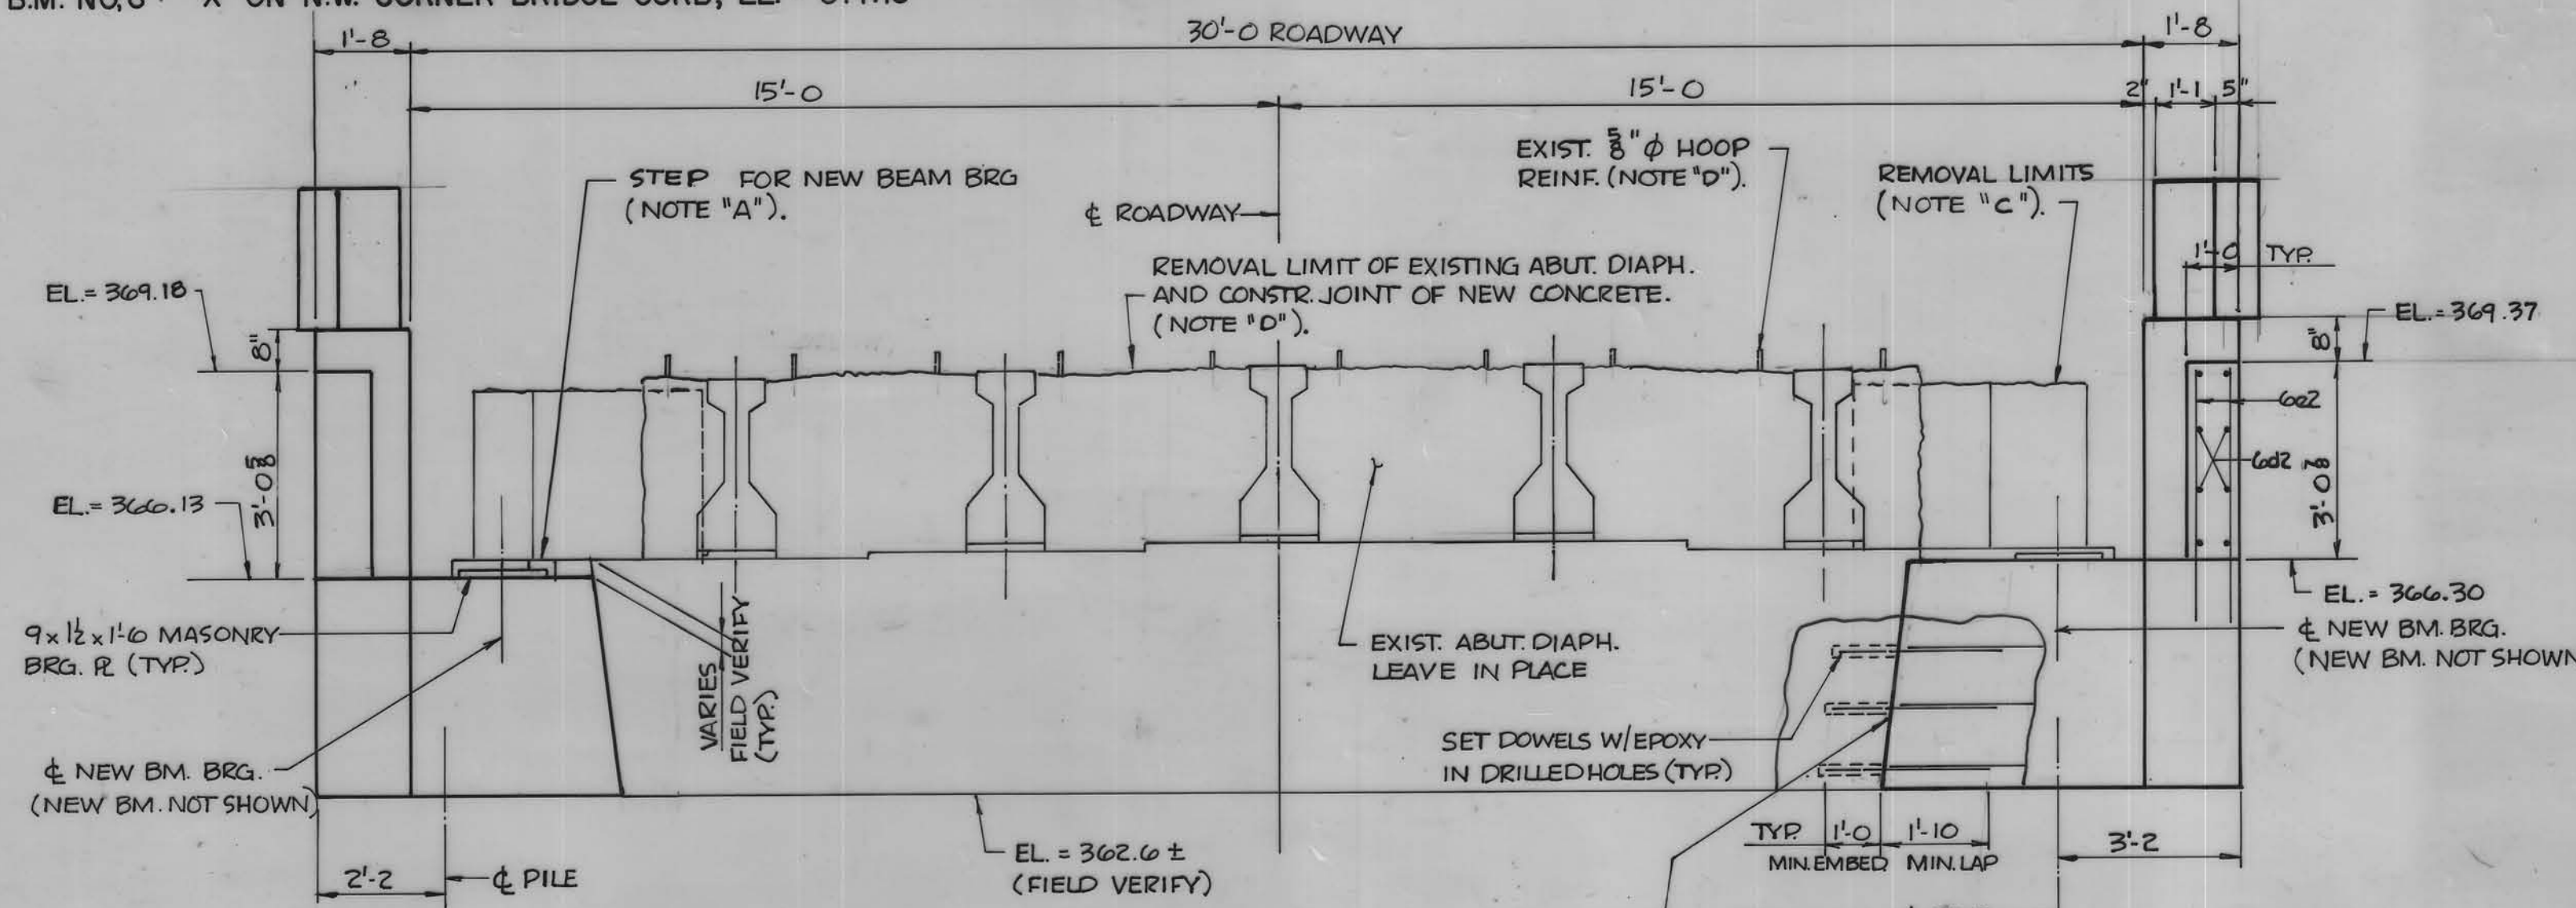 1'-8
30'-0 ROADWAY
1'-8
15'-0
15'-0
2" 1'-1 5"
STEP FOR NEW BEAM BRG
(NOTE "A").
℄ ROADWAY
EXIST. 5/8" φ HOOP
REINF. (NOTE "D").
REMOVAL LIMITS
(NOTE "C").
REMOVAL LIMIT OF EXISTING ABUT. DIAPH.
AND CONSTR. JOINT OF NEW CONCRETE.
(NOTE "D").
1'-0 TYP.
EL.= 369.18
EL.= 369.37
8"
8"
6e2
6d2
3'-0 5/8
3'-0 7/8
EL.= 366.13
EL.= 366.30
9 x 1 1/2 x 1'-6 MASONRY
BRG. ℄ (TYP.)
℄ NEW BM. BRG.
(NEW BM. NOT SHOWN
EXIST. ABUT. DIAPH.
LEAVE IN PLACE
VARIES
FIELD VERIFY
(TYP.)
SET DOWELS W/EPOXY
IN DRILLED HOLES (TYP.)
℄ NEW BM. BRG.
(NEW BM. NOT SHOWN)
EL. = 362.6 ±
(FIELD VERIFY)
TYP. 1'-0 1'-10
MIN. EMBED MIN. LAP
3'-2
2'-2
℄ PILE